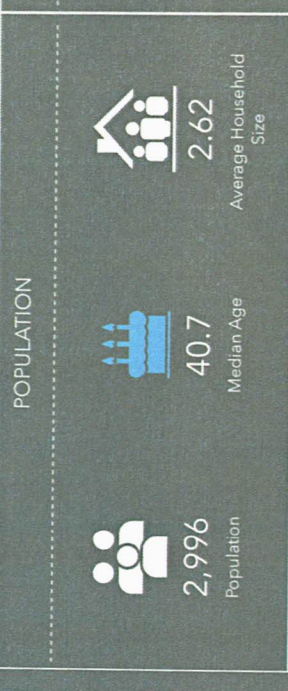 POPULATION
2,996
Population
40.7
Median Age
2.62
Average Household
Size